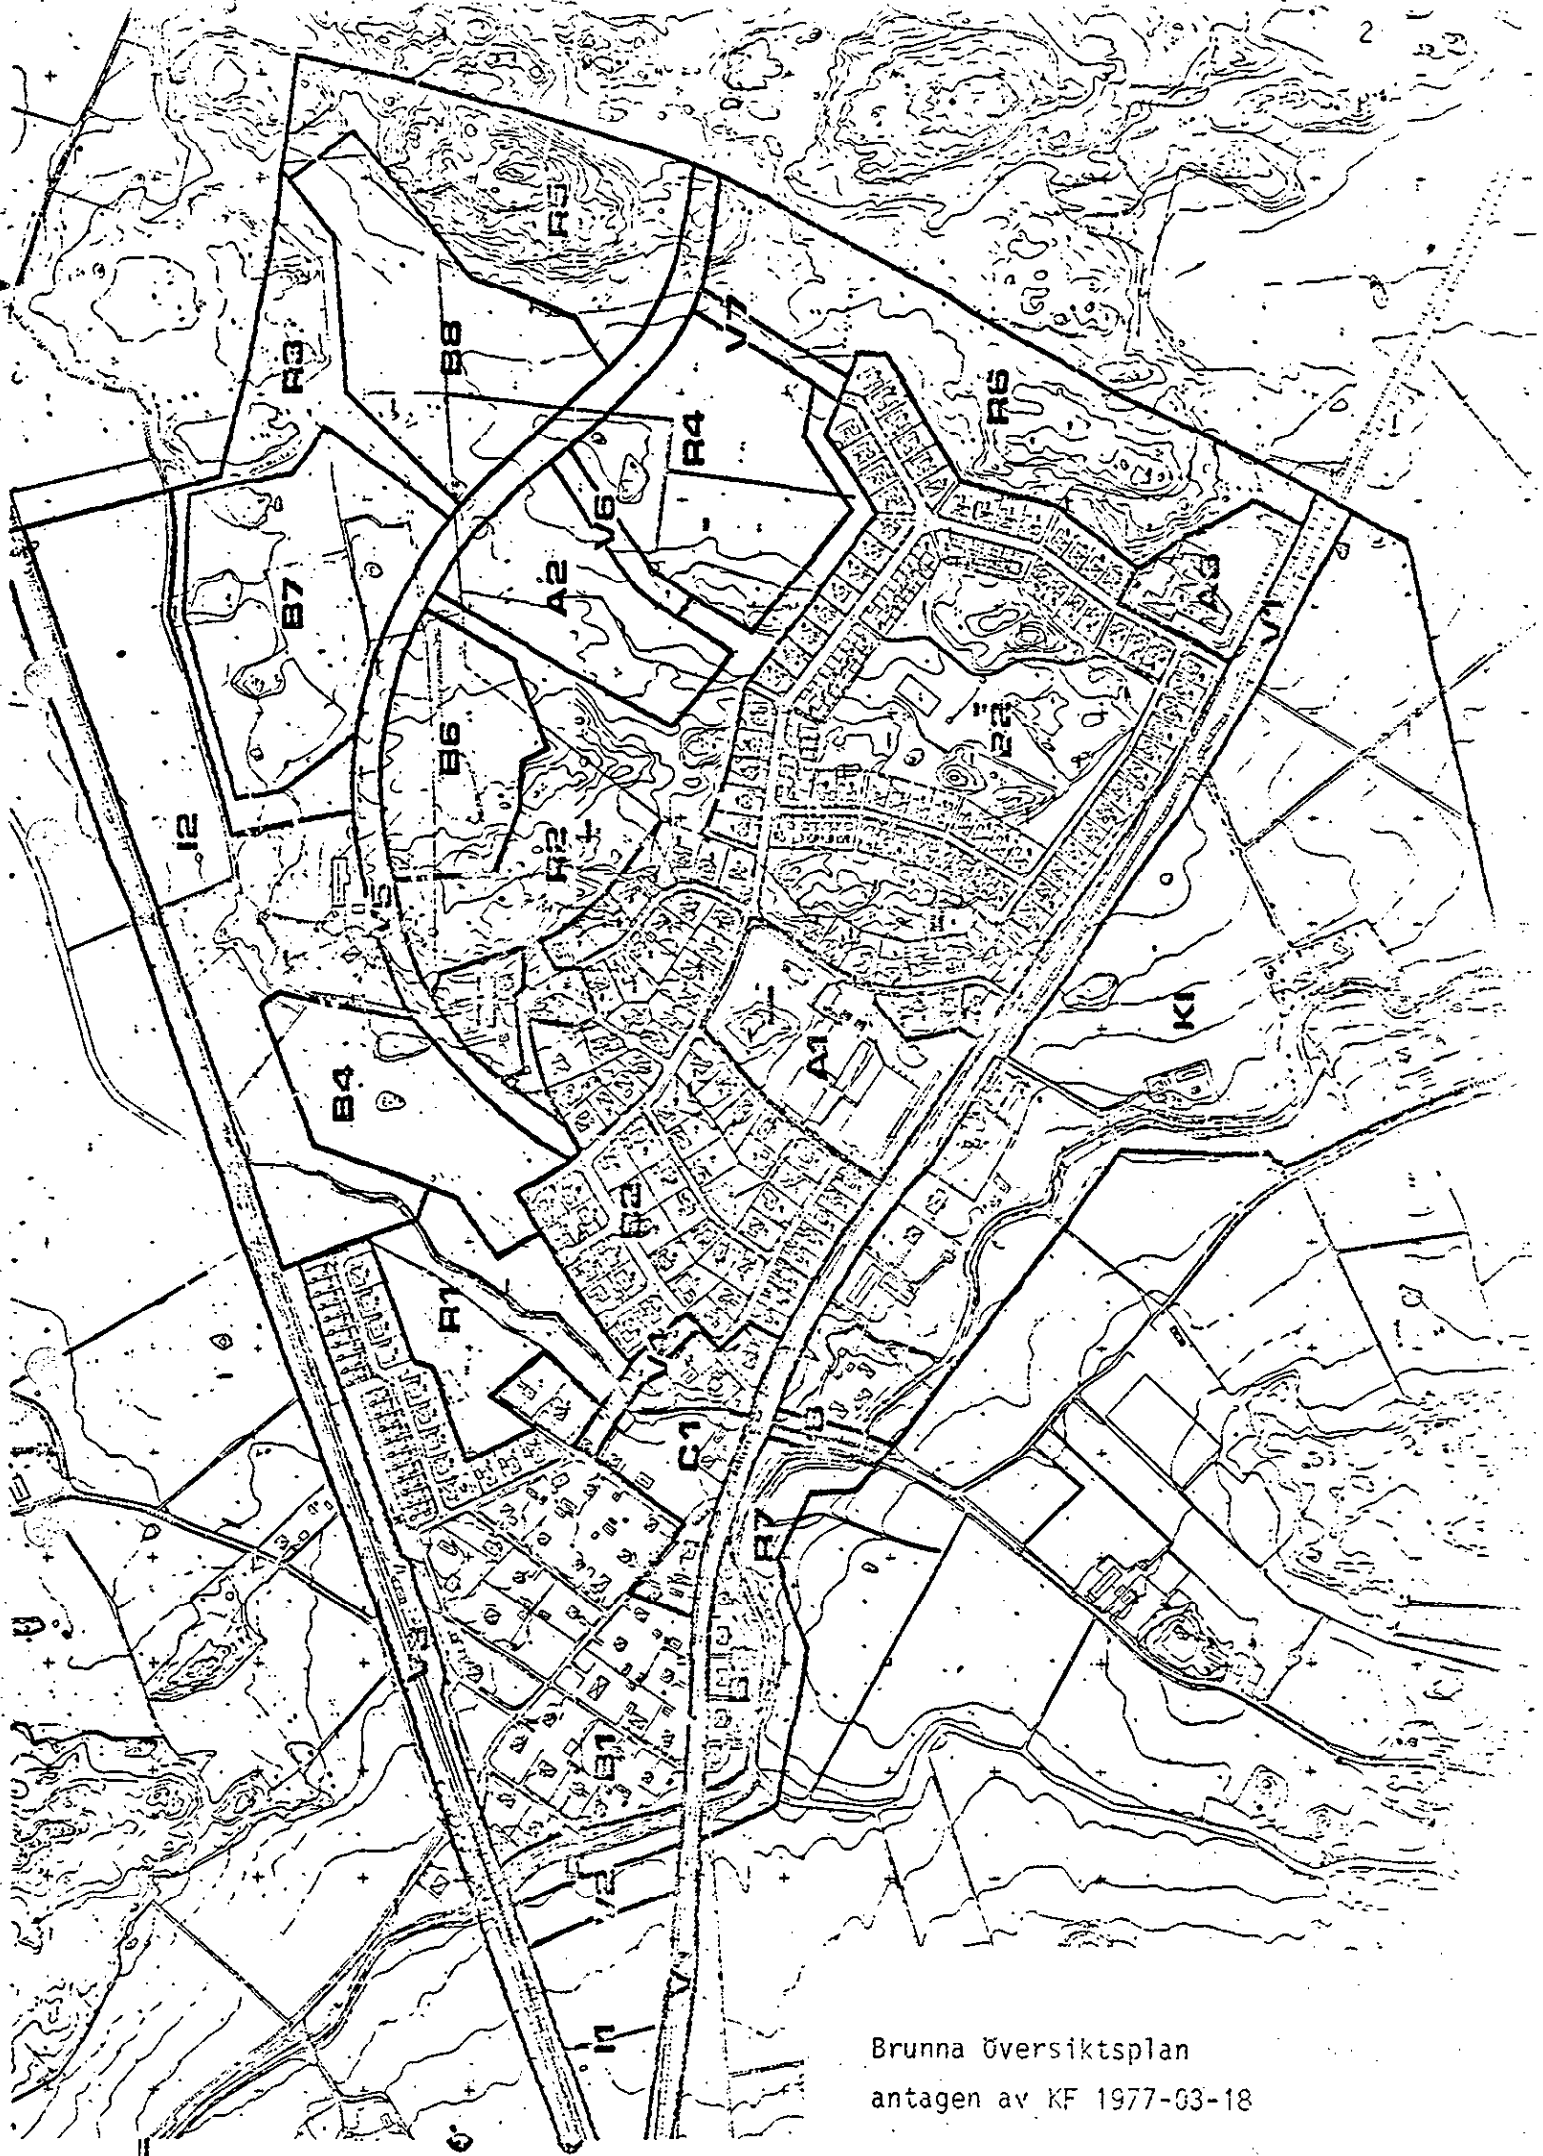 2
R5
R3
B8
V7
R4
R6
V6
A2
A3
B7
V1
B6
I2
R2
V5
K1
A1
B4
R1
C1
R7
V3
B1
I1
Brunna Översiktsplan
antagen av KF 1977-03-18